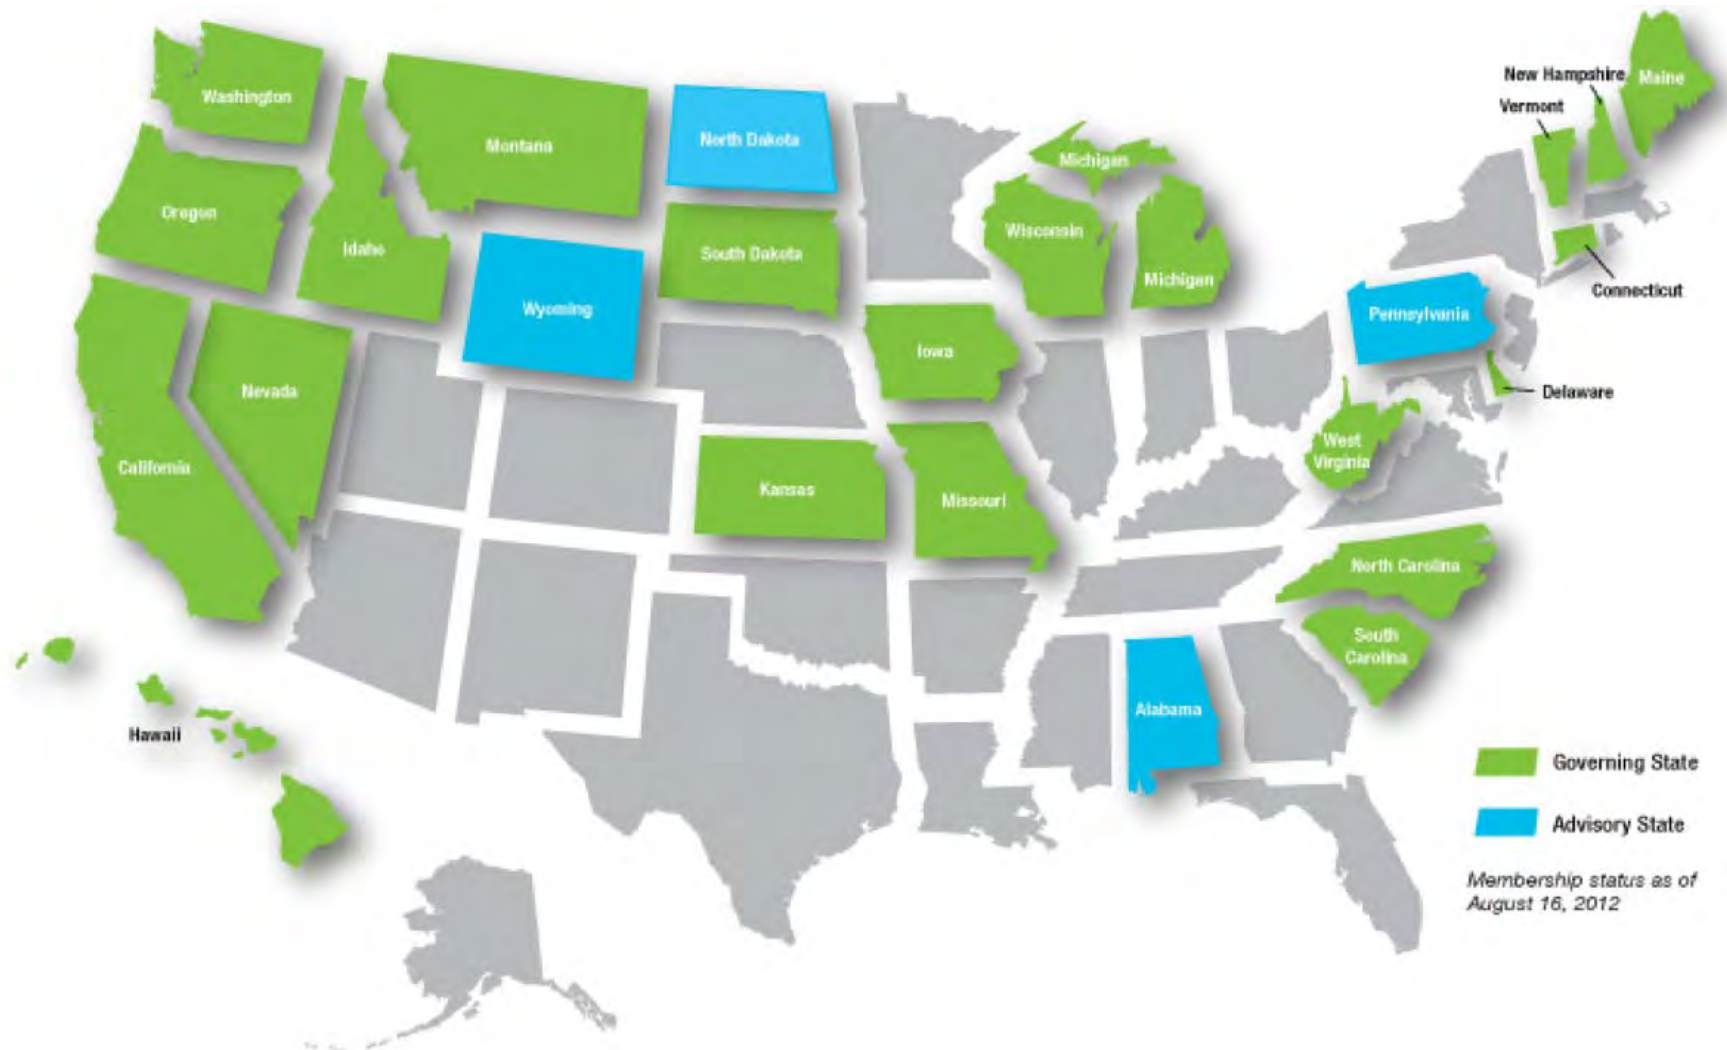 New Hampshire
Maine
Vermont
Washington
Montana
North Dakota
Michigan
Oregon
Idaho
South Dakota
Wisconsin
Michigan
Connecticut
Wyoming
Pennsylvania
Iowa
Nevada
Delaware
California
Kansas
Missouri
West
Virginia
North Carolina
South
Carolina
Alabama
Hawaii
Governing State
Advisory State
Membership status as of
August 16, 2012